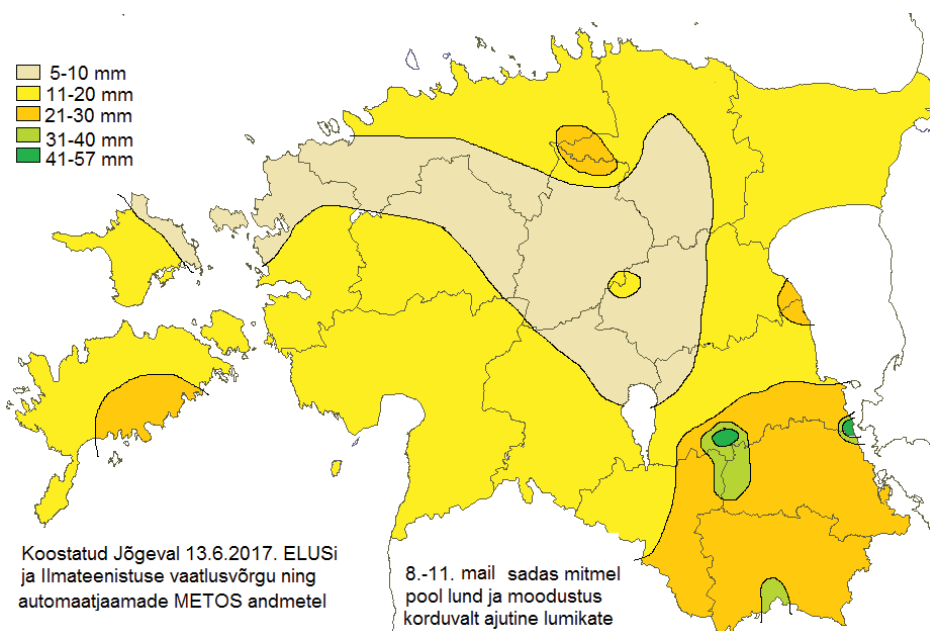 5-10 mm
11-20 mm
21-30 mm
31-40 mm
41-57 mm
Koostatud Jõgeval 13.6.2017. ELUSi
ja Ilmateenistuse vaatlusvõrgu ning
automaatjaamade METOS andmetel
8.-11. mail sadas mitmel
pool lund ja moodustus
korduvalt ajutine lumikate